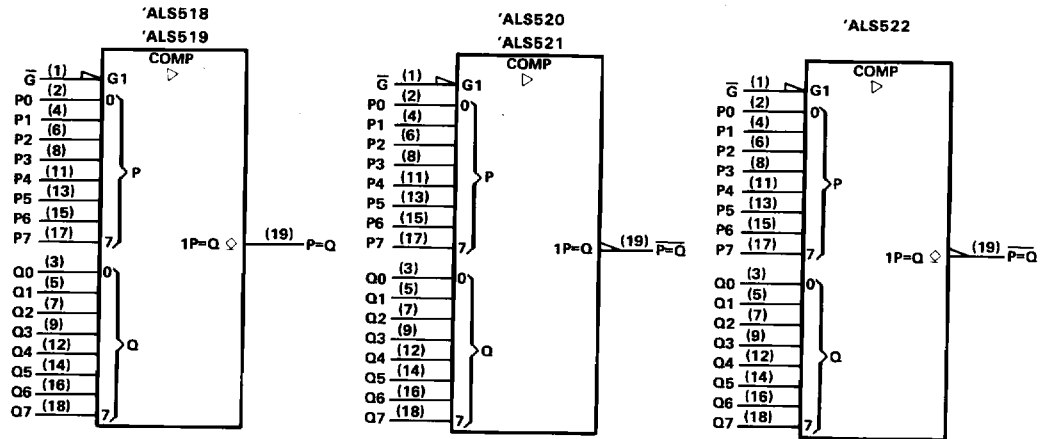 'ALS518
'ALS519
COMP
▷
G̅ (1) G1
P0 (2) 0
P1 (4)
P2 (6)
P3 (8)
P4 (11) P
P5 (13)
P6 (15)
P7 (17) 7
1P=Q ◇ (19) P=Q
Q0 (3) 0
Q1 (5)
Q2 (7)
Q3 (9)
Q4 (12) Q
Q5 (14)
Q6 (16)
Q7 (18) 7
'ALS520
'ALS521
COMP
▷
G̅ (1) G1
P0 (2) 0
P1 (4)
P2 (6)
P3 (8)
P4 (11) P
P5 (13)
P6 (15)
P7 (17) 7
1P=Q (19) P̅=̅Q̅
Q0 (3) 0
Q1 (5)
Q2 (7)
Q3 (9)
Q4 (12) Q
Q5 (14)
Q6 (16)
Q7 (18) 7
'ALS522
COMP
▷
G̅ (1) G1
P0 (2) 0
P1 (4)
P2 (6)
P3 (8)
P4 (11) P
P5 (13)
P6 (15)
P7 (17) 7
1P=Q ◇ (19) P̅=̅Q̅
Q0 (3) 0
Q1 (5)
Q2 (7)
Q3 (9)
Q4 (12) Q
Q5 (14)
Q6 (16)
Q7 (18) 7